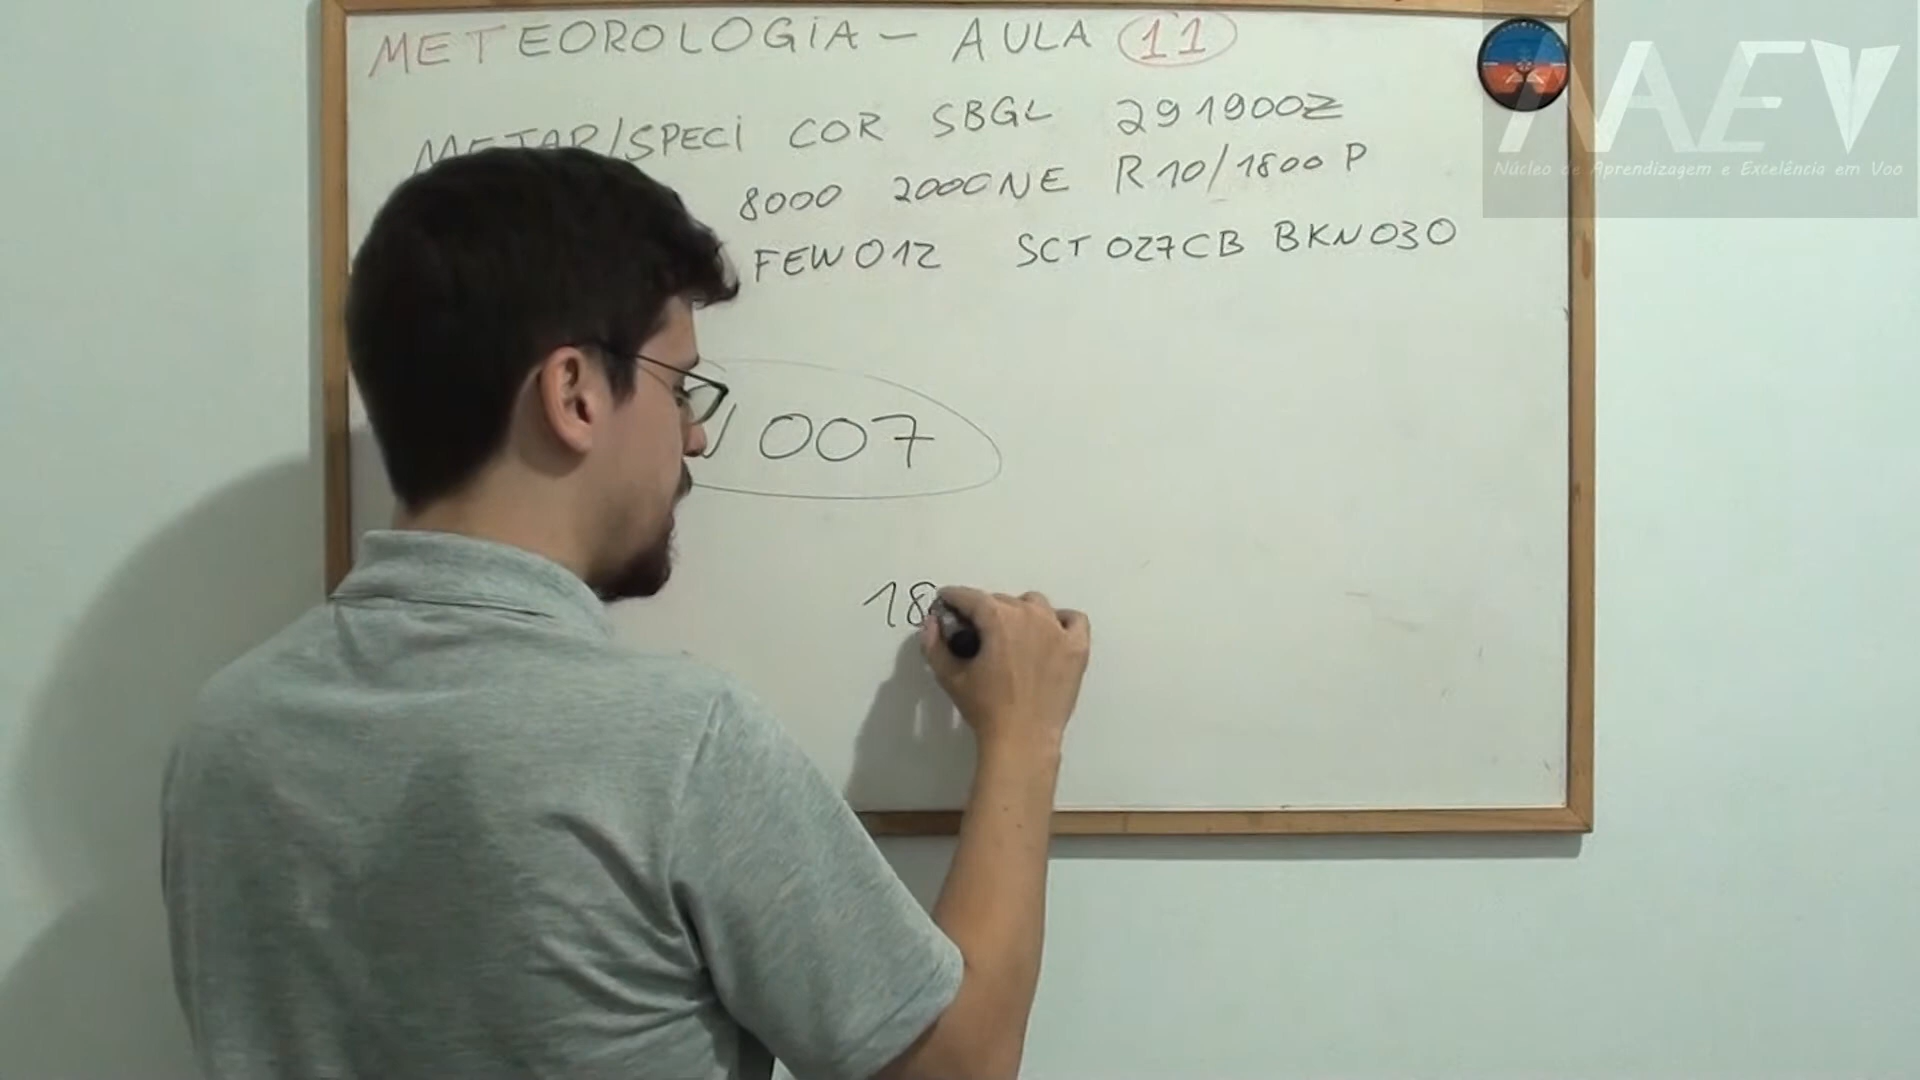 METEOROLOGIA - AULA 11
METAR/SPECI COR SBGL 291900Z
8000 2000NE R10/1800P
FEW012 SCT027CB BKN030
007
18
NAEV
Núcleo de Aprendizagem e Excelência em Voo